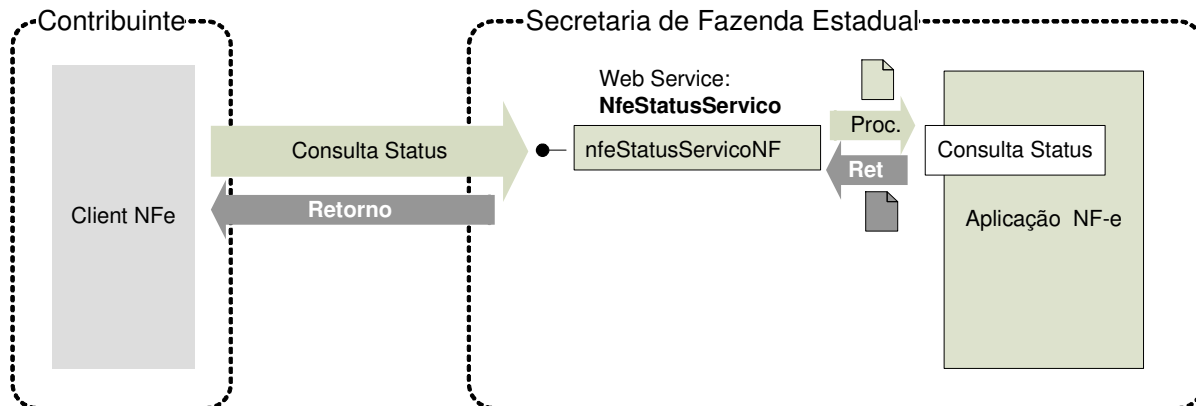 Contribuinte
Secretaria de Fazenda Estadual
Web Service:
NfeStatusServico
Proc.
Consulta Status
nfeStatusServicoNF
Consulta Status
Ret
Retorno
Client NFe
Aplicação NF-e